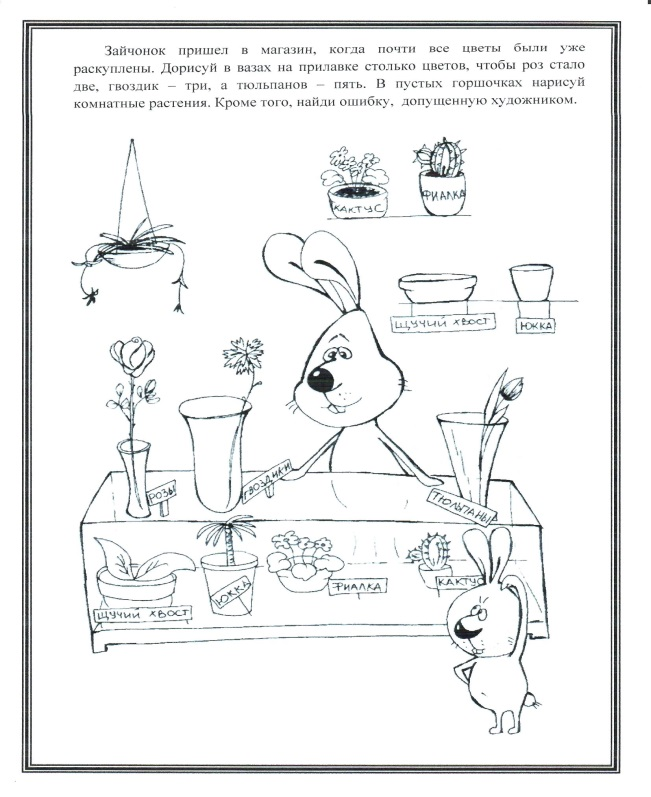 Зайчонок пришел в магазин, когда почти все цветы были уже
раскуплены. Дорисуй в вазах на прилавке столько цветов, чтобы роз стало
две, гвоздик – три, а тюльпанов – пять. В пустых горшочках нарисуй
комнатные растения. Кроме того, найди ошибку, допущенную художником.
КАКТУС
ФИАЛКА
ЩУЧИЙ ХВОСТ
ЮККА
РОЗЫ
ГВОЗДИКИ
ТЮЛЬПАНЫ
ЩУЧИЙ ХВОСТ
ЮККА
ФИАЛКА
КАКТУС